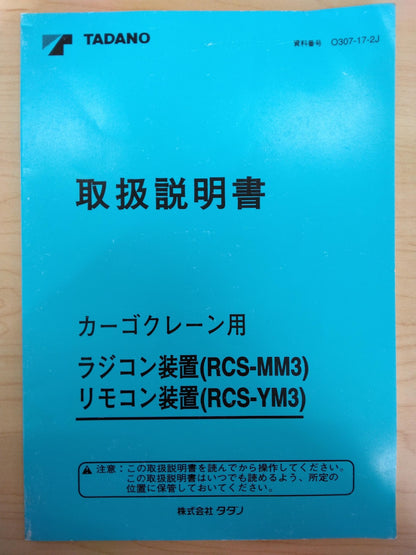 TADANO
資料番号 O307-17-2J
取扱説明書
カーゴクレーン用
ラジコン装置(RCS-MM3)
リモコン装置(RCS-YM3)
注意：この取扱説明書を読んでから操作してください。
この取扱説明書はいつでも読めるよう、所定の
位置に保管しておいてください。
株式会社 タダノ